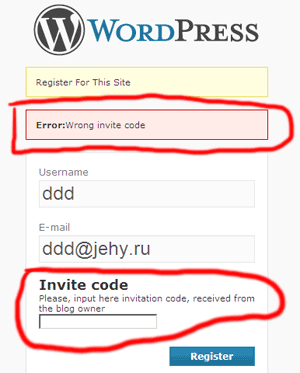 WORDPRESS
Register For This Site
Error:Wrong invite code
Username
ddd
E-mail
ddd@jehy.ru
Invite code
Please, input here invitation code, received from
the blog owner
Register